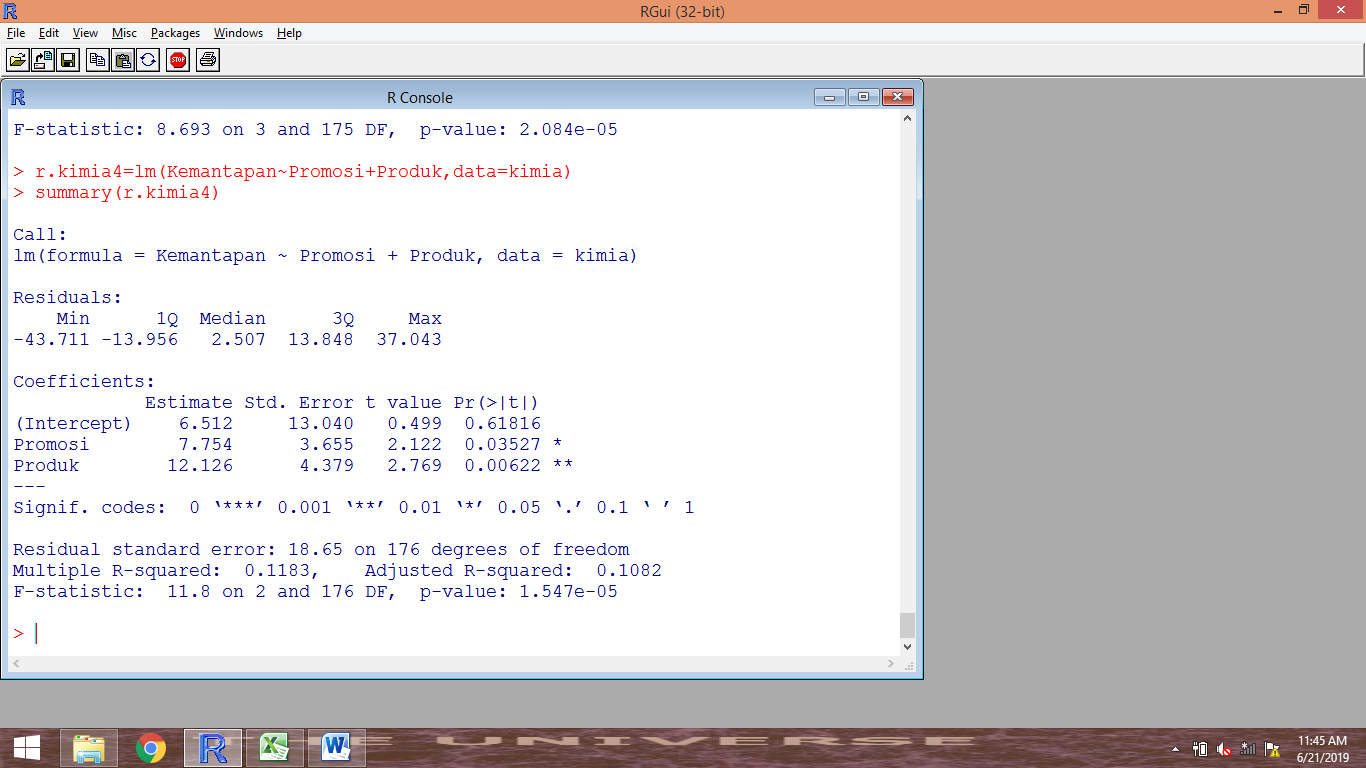 RGui (32-bit)
File Edit View Misc Packages Windows Help
STOP
R Console
F-statistic: 8.693 on 3 and 175 DF,  p-value: 2.084e-05
> r.kimia4=lm(Kemantapan~Promosi+Produk,data=kimia)
> summary(r.kimia4)
Call:
lm(formula = Kemantapan ~ Promosi + Produk, data = kimia)
Residuals:
    Min      1Q  Median      3Q     Max
-43.711 -13.956   2.507  13.848  37.043
Coefficients:
            Estimate Std. Error t value Pr(>|t|)
(Intercept)    6.512     13.040   0.499  0.61816
Promosi        7.754      3.655   2.122  0.03527 *
Produk        12.126      4.379   2.769  0.00622 **
---
Signif. codes:  0 ‘***’ 0.001 ‘**’ 0.01 ‘*’ 0.05 ‘.’ 0.1 ‘ ’ 1
Residual standard error: 18.65 on 176 degrees of freedom
Multiple R-squared:  0.1183,    Adjusted R-squared:  0.1082
F-statistic:  11.8 on 2 and 176 DF,  p-value: 1.547e-05
>
UNIVERSE
11:45 AM
6/21/2019